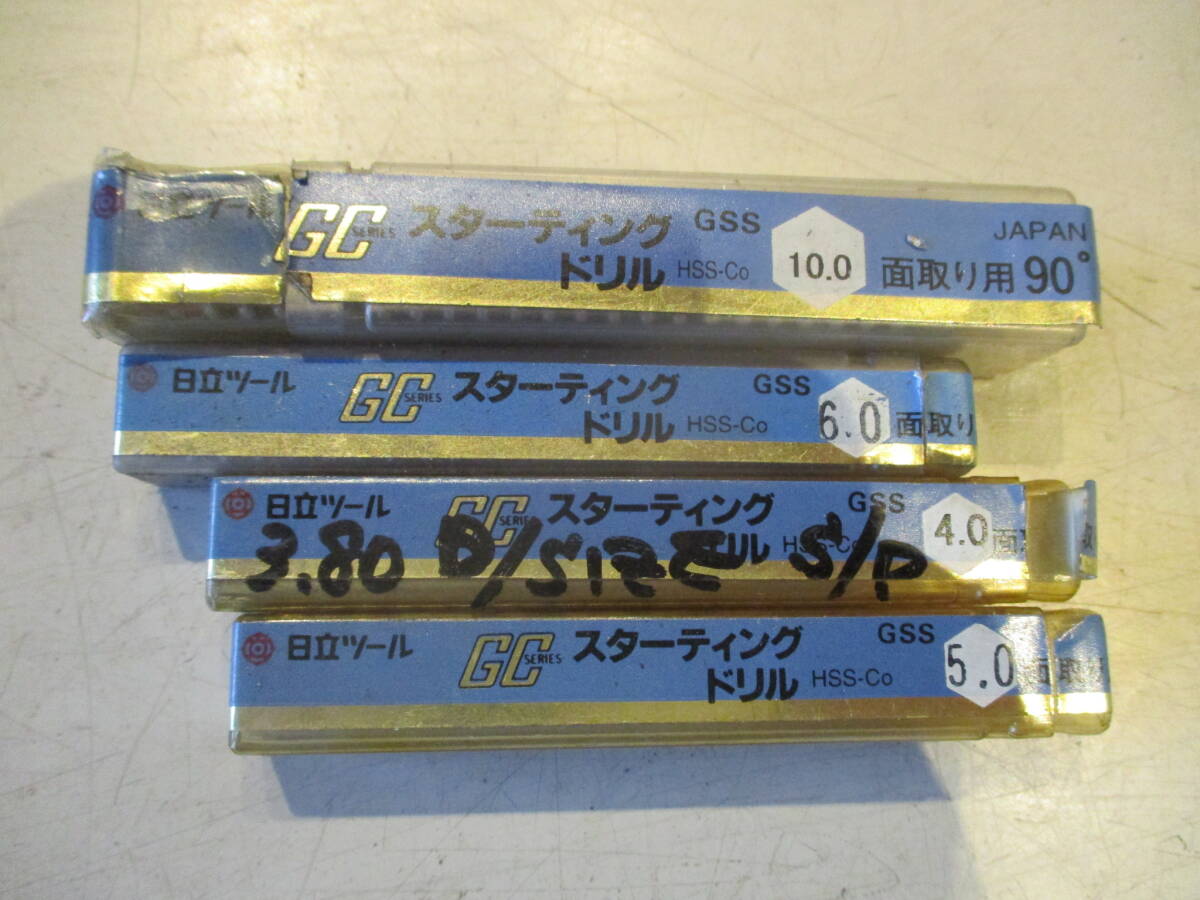 GC SERIES スターティング GSS 10.0 JAPAN
ドリル HSS-Co 面取り用 90°
日立ツール GC SERIES スターティング GSS 6.0
ドリル HSS-Co 面取り
日立ツール GC スターティング GSS 4.0
3.80 D/SIZE S/P
日立ツール GC SERIES スターティング GSS 5.0
ドリル HSS-Co 面取り